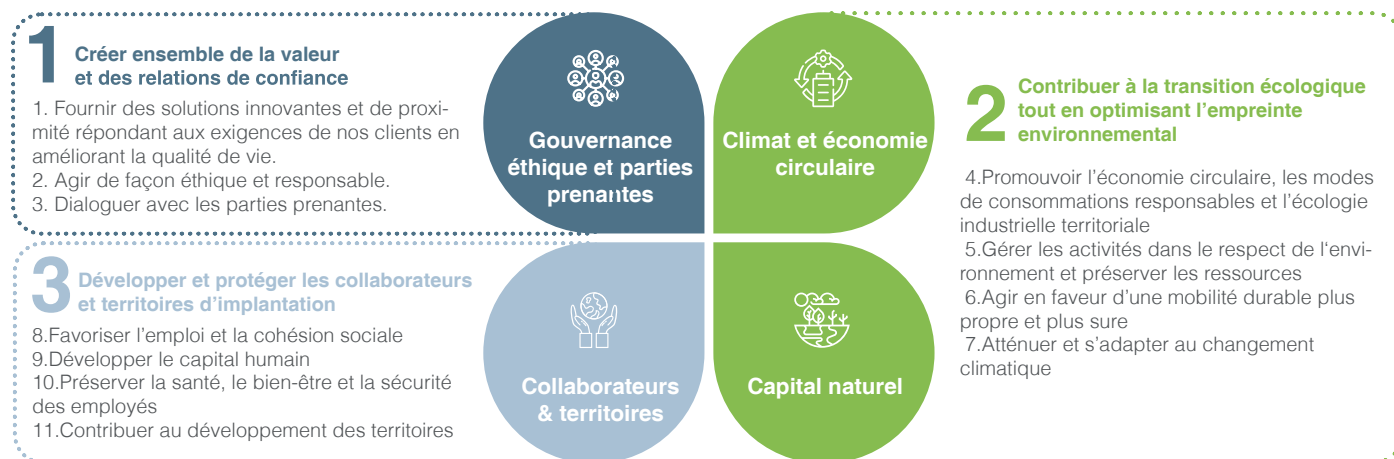 1
Créer ensemble de la valeur
et des relations de confiance
1. Fournir des solutions innovantes et de proxi-
mité répondant aux exigences de nos clients en
améliorant la qualité de vie.
2. Agir de façon éthique et responsable.
3. Dialoguer avec les parties prenantes.
Gouvernance
éthique et parties
prenantes
Climat et économie
circulaire
2
Contribuer à la transition écologique
tout en optimisant l’empreinte
environnemental
4.Promouvoir l’économie circulaire, les modes
de consommations responsables et l’écologie
industrielle territoriale
5.Gérer les activités dans le respect de l‘envi-
ronnement et préserver les ressources
6.Agir en faveur d’une mobilité durable plus
propre et plus sure
7.Atténuer et s’adapter au changement
climatique
3
Développer et protéger les collaborateurs
et territoires d’implantation
8.Favoriser l’emploi et la cohésion sociale
9.Développer le capital humain
10.Préserver la santé, le bien-être et la sécurité
des employés
11.Contribuer au développement des territoires
Collaborateurs
& territoires
Capital naturel